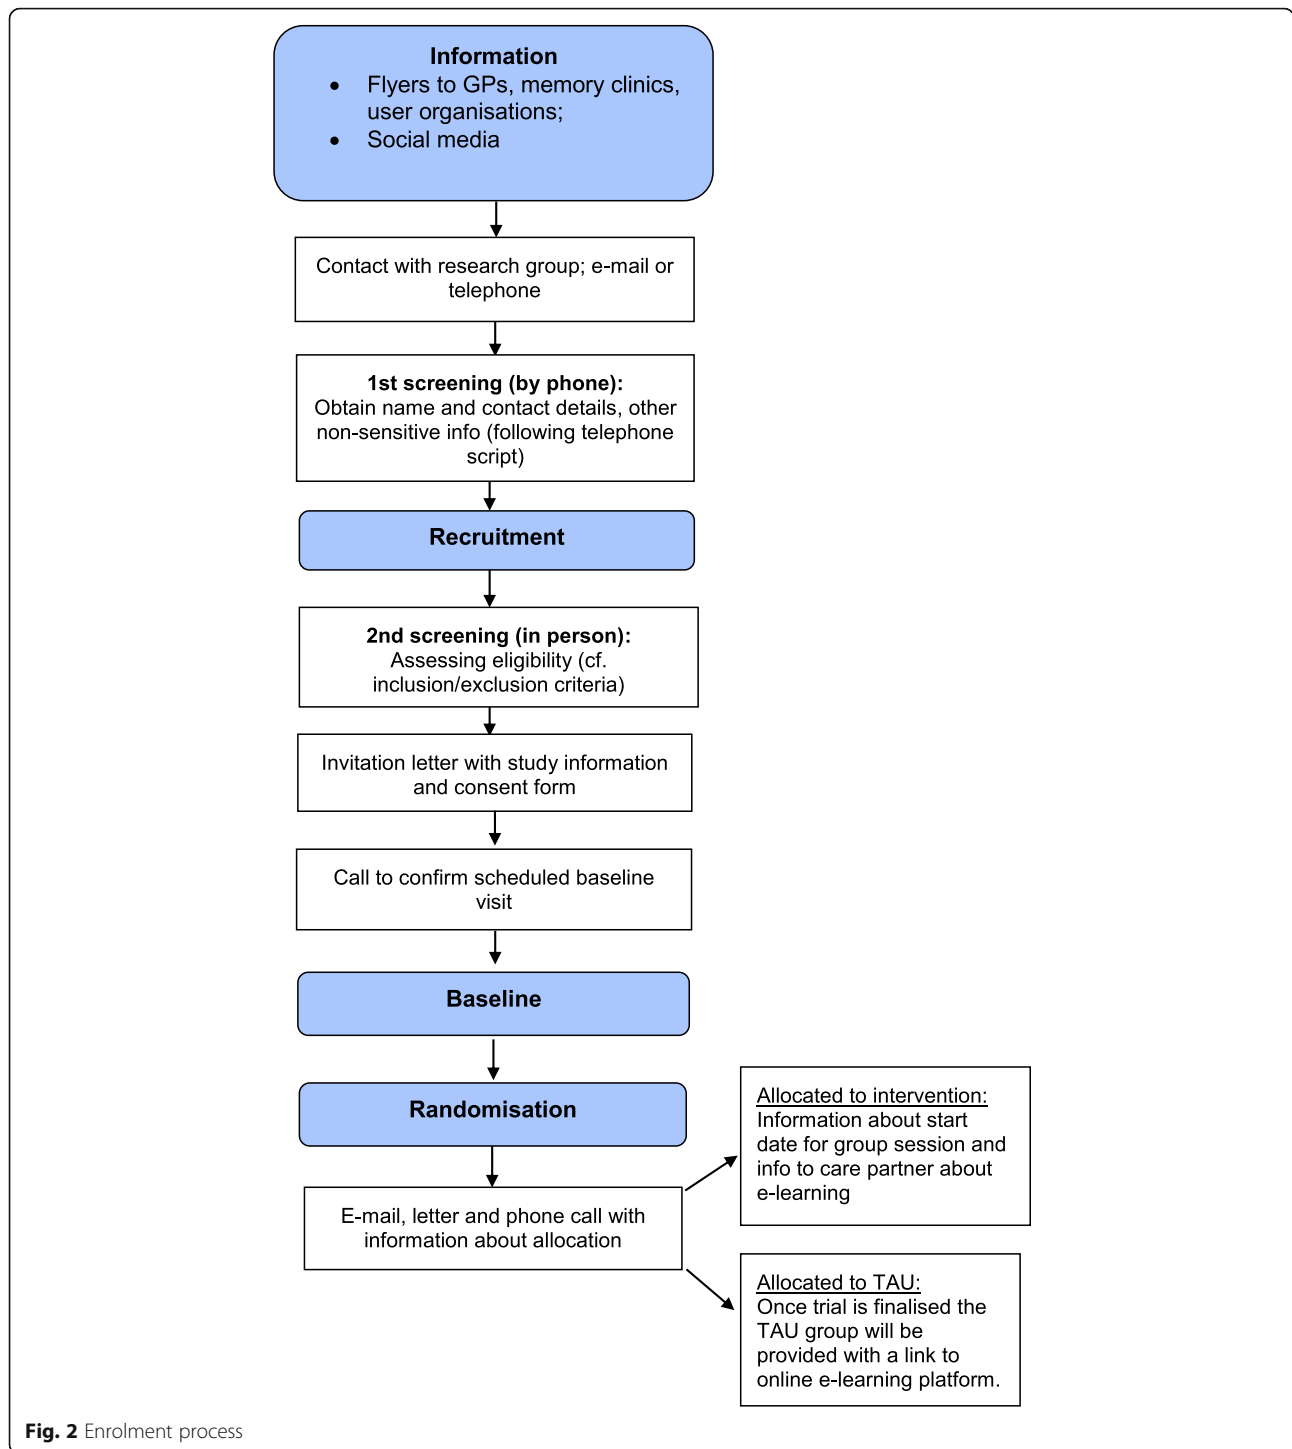 Information
• Flyers to GPs, memory clinics,
user organisations;
• Social media
Contact with research group; e-mail or
telephone
1st screening (by phone):
Obtain name and contact details, other
non-sensitive info (following telephone
script)
Recruitment
2nd screening (in person):
Assessing eligibility (cf.
inclusion/exclusion criteria)
Invitation letter with study information
and consent form
Call to confirm scheduled baseline
visit
Baseline
Randomisation
E-mail, letter and phone call with
information about allocation
Allocated to intervention:
Information about start
date for group session and
info to care partner about
e-learning
Allocated to TAU:
Once trial is finalised the
TAU group will be
provided with a link to
online e-learning platform.
Fig. 2 Enrolment process